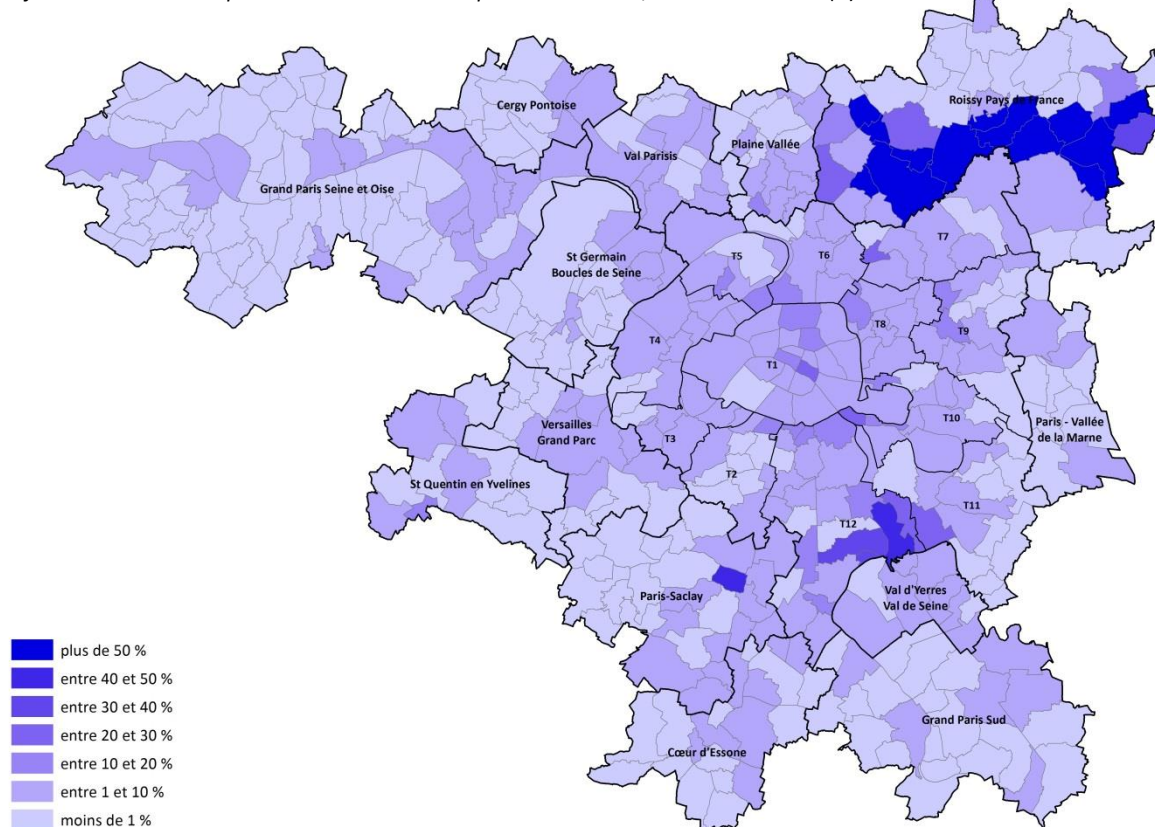 Cergy Pontoise
Roissy Pays de France
Plaine Vallée
Val Parisis
Grand Paris Seine et Oise
T7
St Germain
Boucles de Seine
T5
T6
T8
T9
T4
T1
T10
Versailles
Grand Parc
T3
Paris - Vallée
de la Marne
T2
St Quentin en Yvelines
T11
T12
Paris-Saclay
Val d'Yerres
Val de Seine
Grand Paris Sud
Cœur d'Essone
plus de 50 %
entre 40 et 50 %
entre 30 et 40 %
entre 20 et 30 %
entre 10 et 20 %
entre 1 et 10 %
moins de 1 %